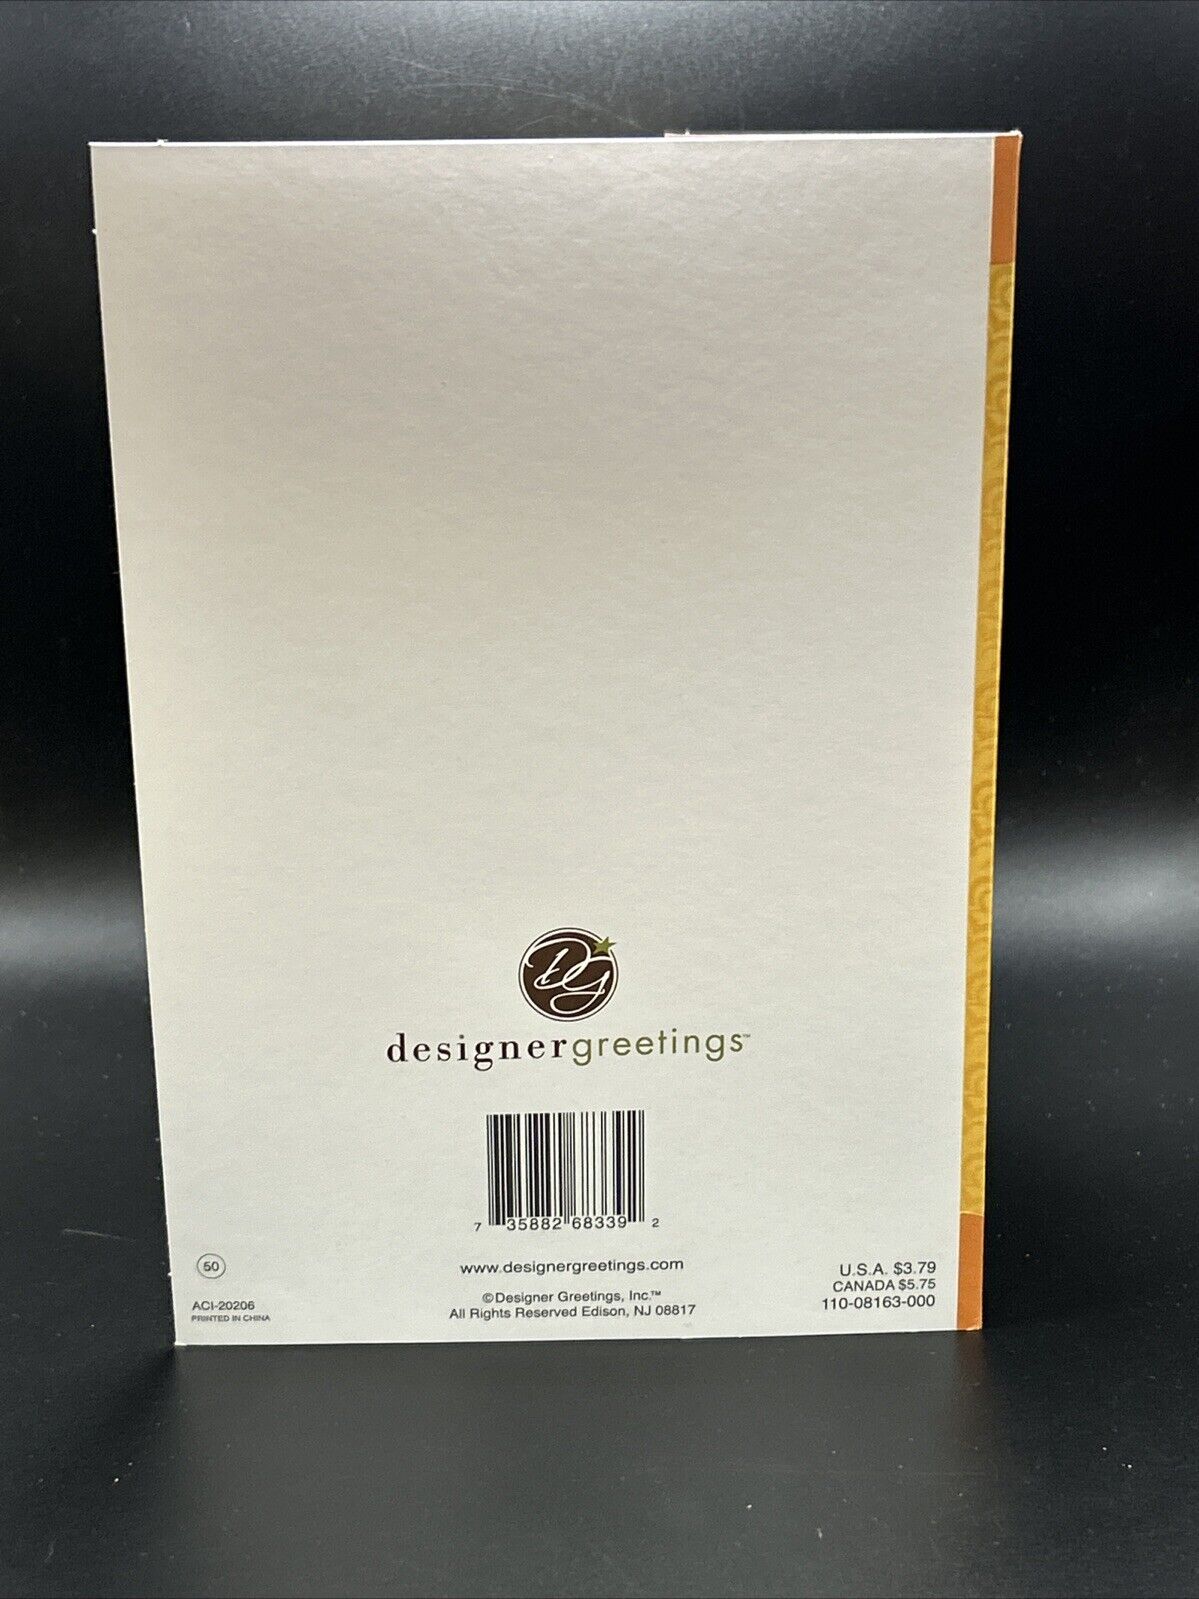 DG
designergreetings™
7 35882 68339 2
50
www.designergreetings.com
U.S.A. $3.79
CANADA $5.75
110-08163-000
©Designer Greetings, Inc.™
All Rights Reserved Edison, NJ 08817
ACI-20206
PRINTED IN CHINA